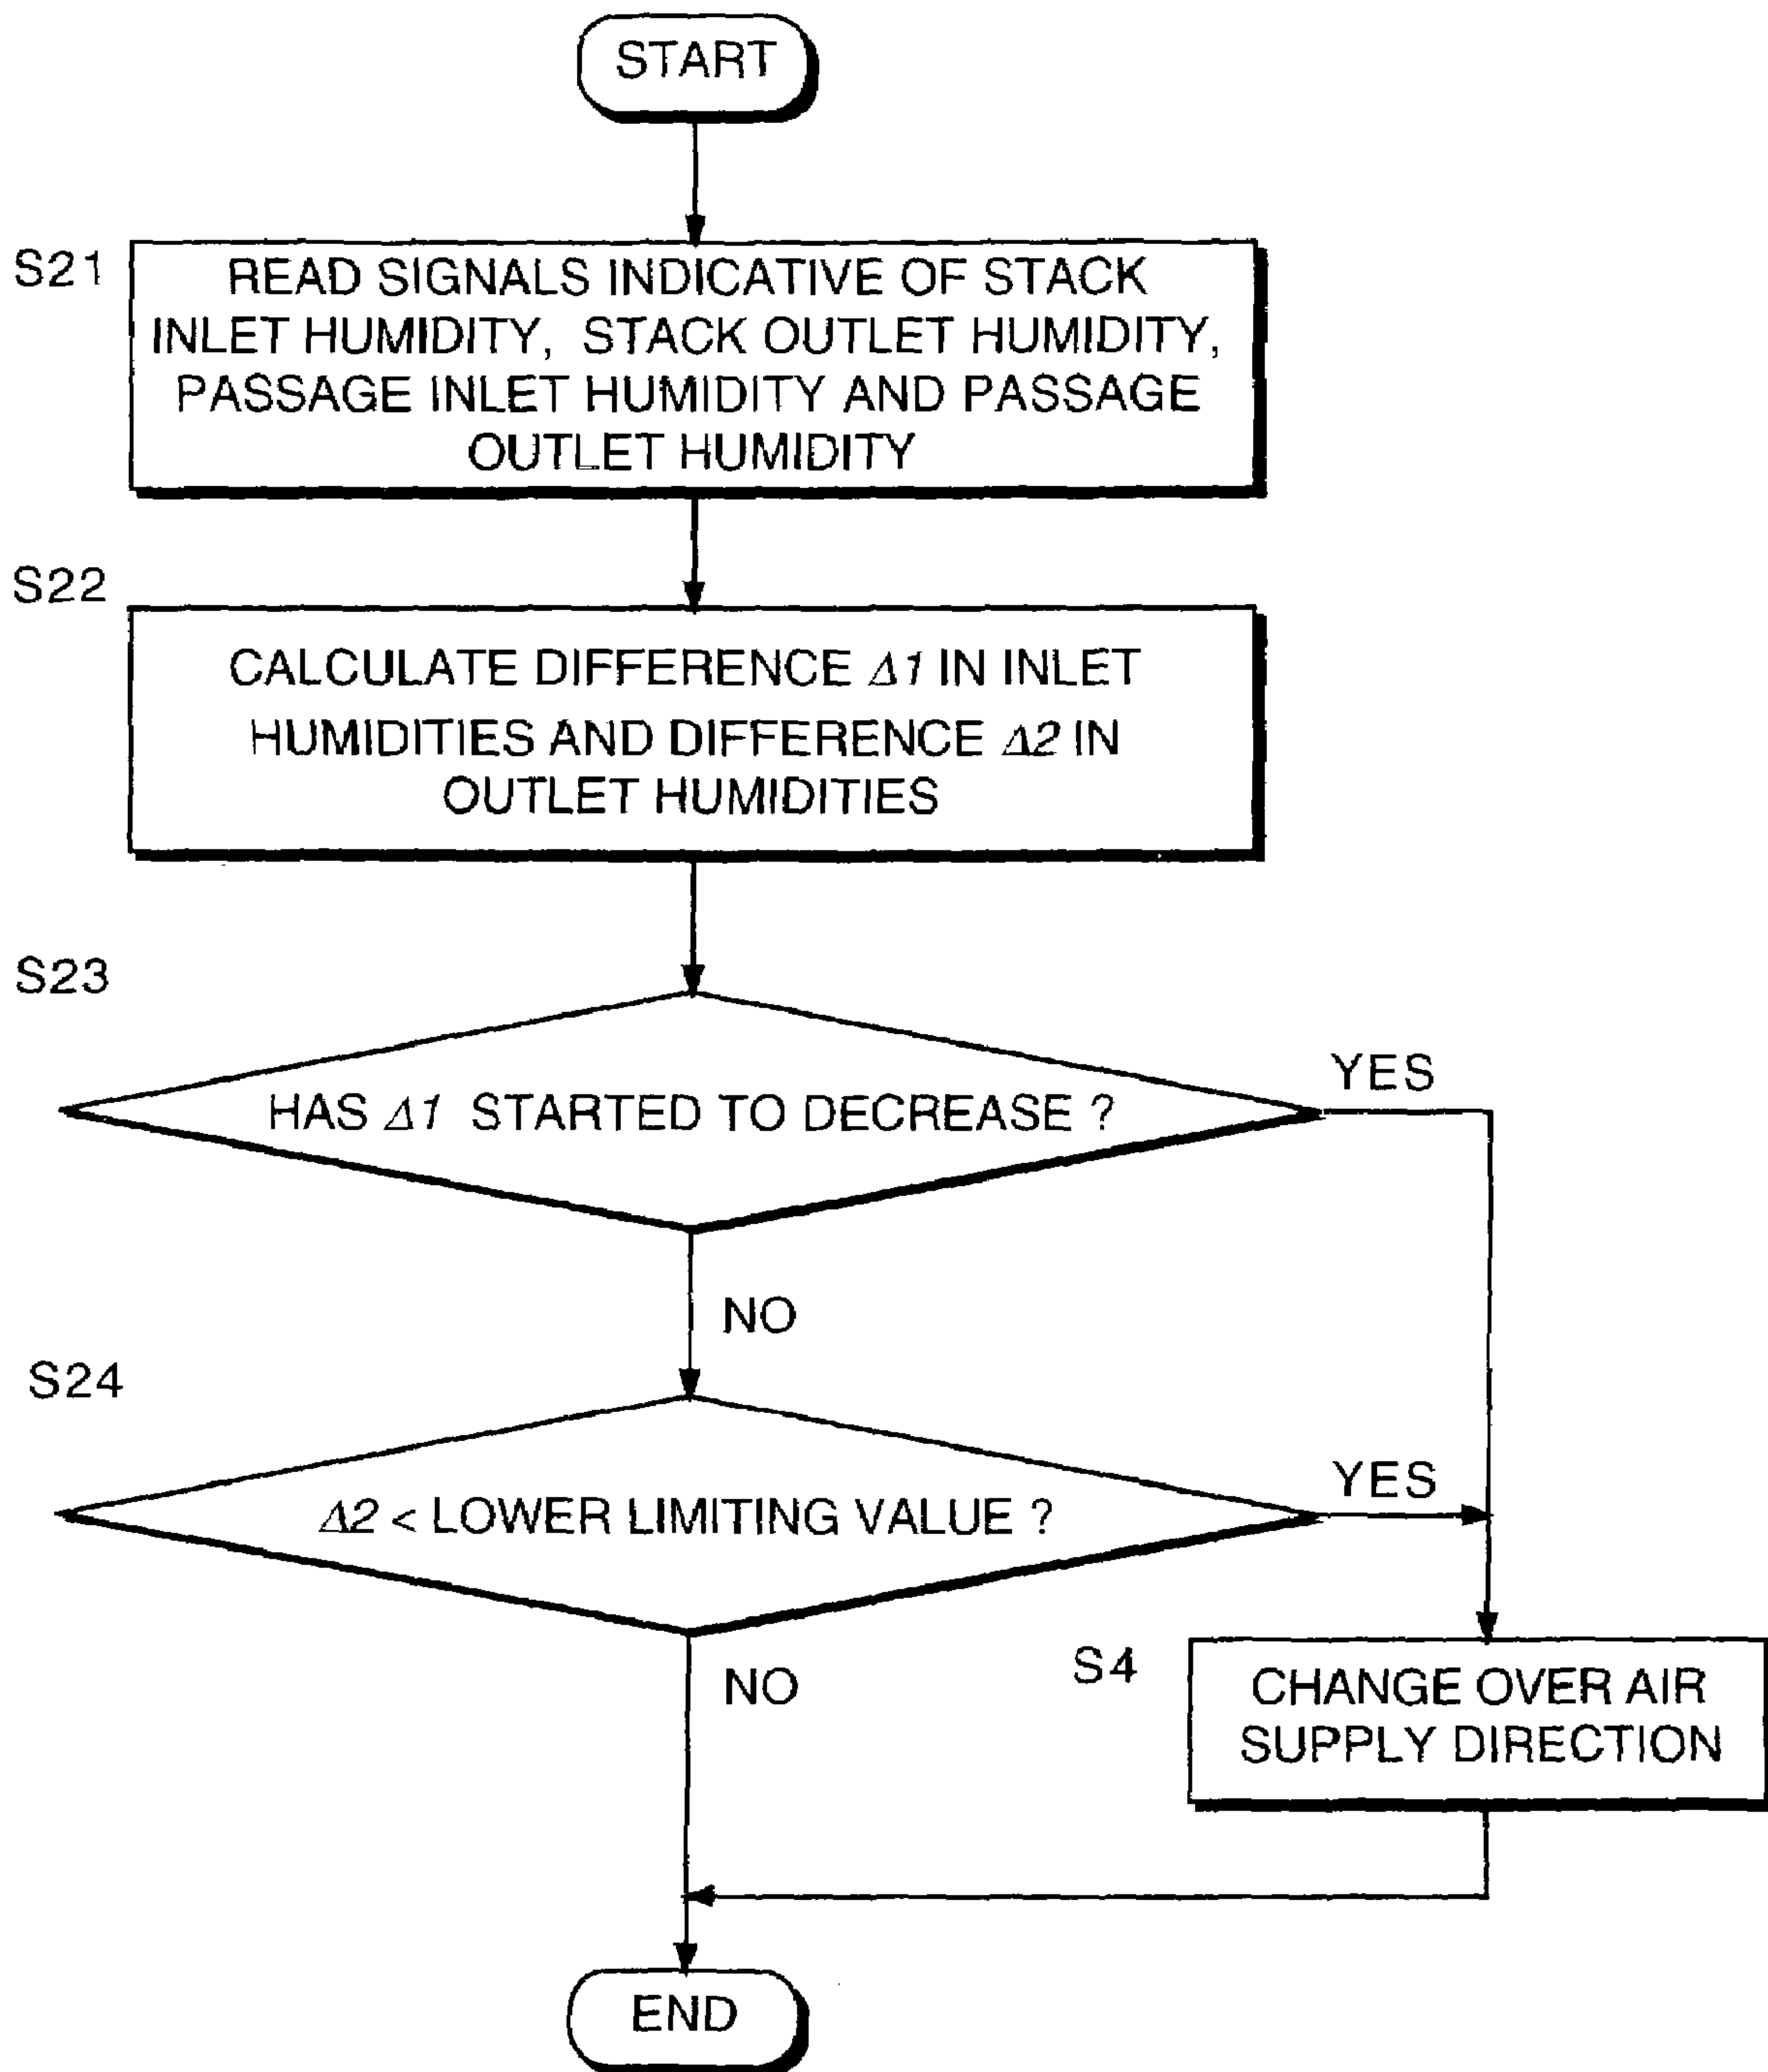 START
S21
READ SIGNALS INDICATIVE OF STACK
INLET HUMIDITY, STACK OUTLET HUMIDITY,
PASSAGE INLET HUMIDITY AND PASSAGE
OUTLET HUMIDITY
S22
CALCULATE DIFFERENCE Δ1 IN INLET
HUMIDITIES AND DIFFERENCE Δ2 IN
OUTLET HUMIDITIES
S23
HAS Δ1 STARTED TO DECREASE ?
YES
NO
S24
Δ2 < LOWER LIMITING VALUE ?
YES
NO
S4
CHANGE OVER AIR
SUPPLY DIRECTION
END